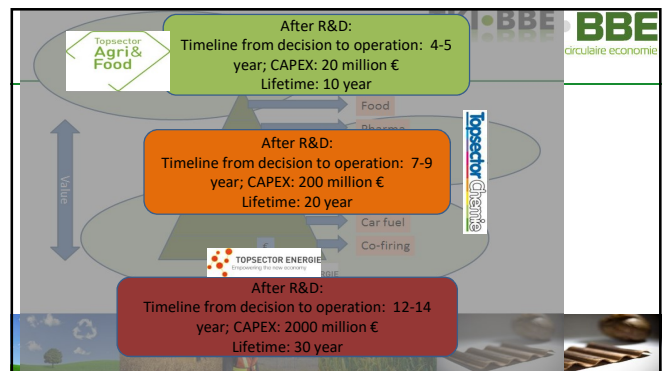 After R&D:
Timeline from decision to operation: 4-5
year; CAPEX: 20 million €
Lifetime: 10 year
Topsector
Agri&
Food
BBE
BBE
circulaire economie
Value
Food
Pharma
After R&D:
Timeline from decision to operation: 7-9
year; CAPEX: 200 million €
Lifetime: 20 year
Topsector Chemie
Car fuel
Co-firing
TOPSECTOR ENERGIE
Empowering the new economy
After R&D:
Timeline from decision to operation: 12-14
year; CAPEX: 2000 million €
Lifetime: 30 year